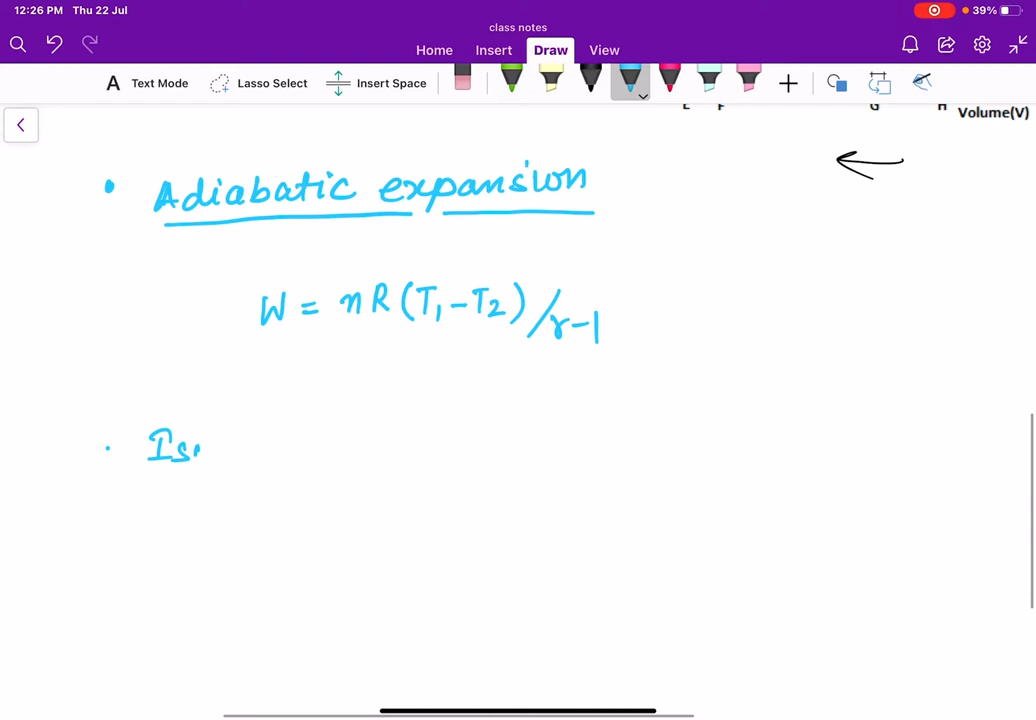 12:26 PM Thu 22 Jul
39%
class notes
Home Insert Draw View
A Text Mode Lasso Select Insert Space
E F G H Volume(V)
• Adiabatic expansion
W = nR(T₁-T₂)/γ-1
· Iso